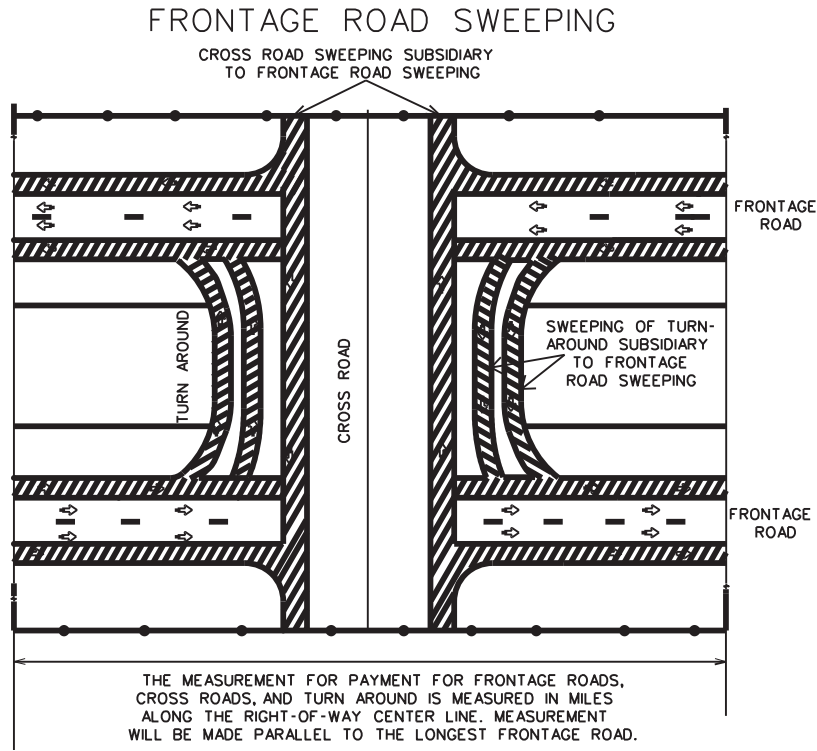 FRONTAGE ROAD SWEEPING
CROSS ROAD SWEEPING SUBSIDIARY
TO FRONTAGE ROAD SWEEPING
FRONTAGE
ROAD
TURN AROUND
CROSS ROAD
SWEEPING OF TURN-
AROUND SUBSIDIARY
TO FRONTAGE
ROAD SWEEPING
FRONTAGE
ROAD
THE MEASUREMENT FOR PAYMENT FOR FRONTAGE ROADS,
CROSS ROADS, AND TURN AROUND IS MEASURED IN MILES
ALONG THE RIGHT-OF-WAY CENTER LINE. MEASUREMENT
WILL BE MADE PARALLEL TO THE LONGEST FRONTAGE ROAD.